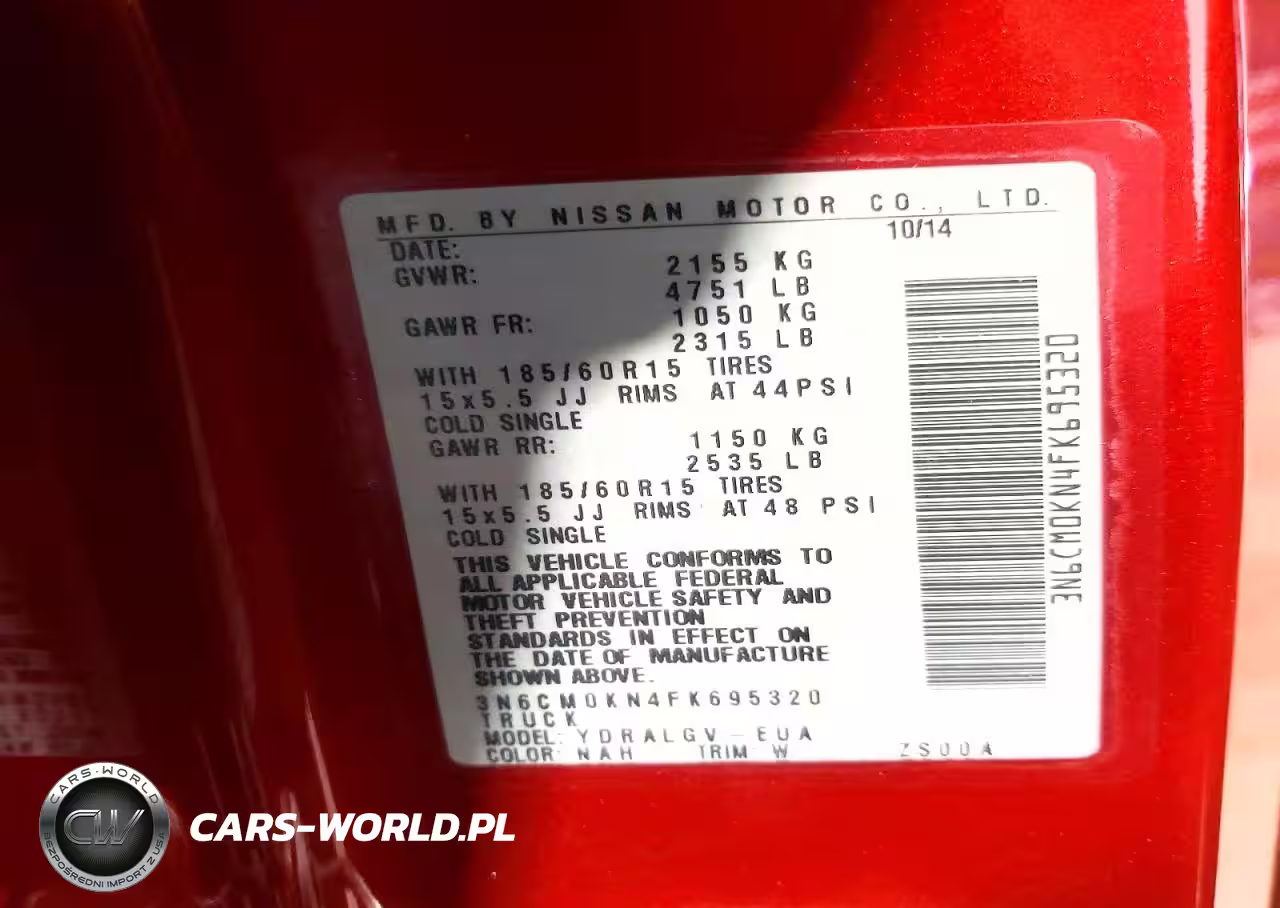 MFD. BY NISSAN MOTOR CO., LTD.
DATE: 10/14
GVWR: 2155 KG
4751 LB
GAWR FR: 1050 KG
2315 LB
WITH 185/60R15 TIRES
15x5.5 JJ RIMS AT 44PSI
COLD SINGLE
GAWR RR: 1150 KG
2535 LB
WITH 185/60R15 TIRES
15x5.5 JJ RIMS AT 48 PSI
COLD SINGLE
THIS VEHICLE CONFORMS TO
ALL APPLICABLE FEDERAL
MOTOR VEHICLE SAFETY AND
THEFT PREVENTION
STANDARDS IN EFFECT ON
THE DATE OF MANUFACTURE
SHOWN ABOVE.
3N6CM0KN4FK695320
TRUCK
MODEL: YDRALGV-EUA
COLOR: NAH TRIM W ZS00A
3N6CM0KN4FK695320
CARS-WORLD
CW
BEZPOŚREDNI IMPORT Z USA
CARS-WORLD.PL